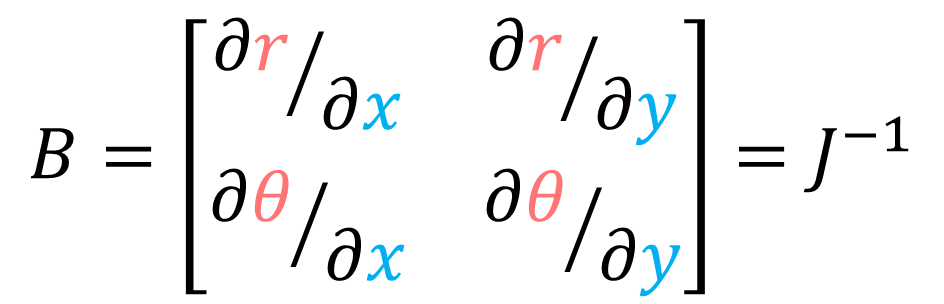 B = [ ∂r/∂x ∂r/∂y
∂θ/∂x ∂θ/∂y ] = J⁻¹